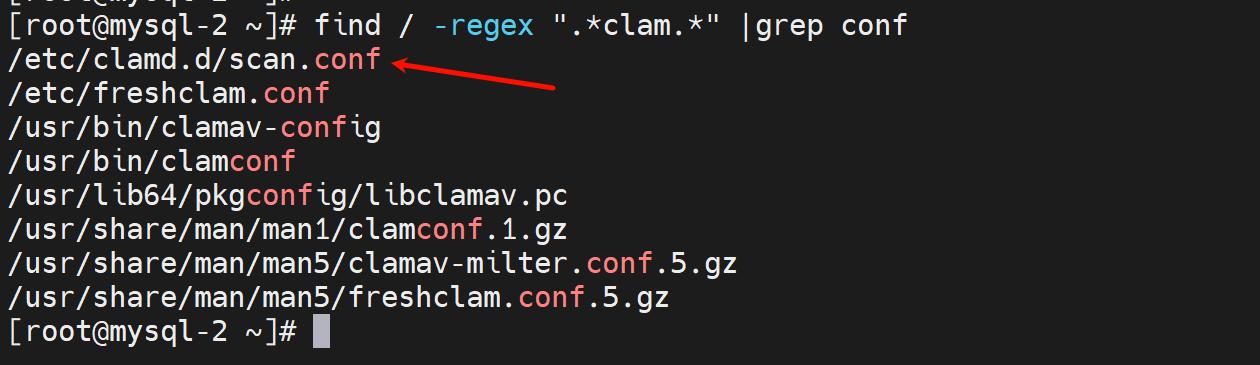 [root@mysql-2 ~]# find / -regex ".*clam.*" |grep conf
/etc/clamd.d/scan.conf
/etc/freshclam.conf
/usr/bin/clamav-config
/usr/bin/clamconf
/usr/lib64/pkgconfig/libclamav.pc
/usr/share/man/man1/clamconf.1.gz
/usr/share/man/man5/clamav-milter.conf.5.gz
/usr/share/man/man5/freshclam.conf.5.gz
[root@mysql-2 ~]#